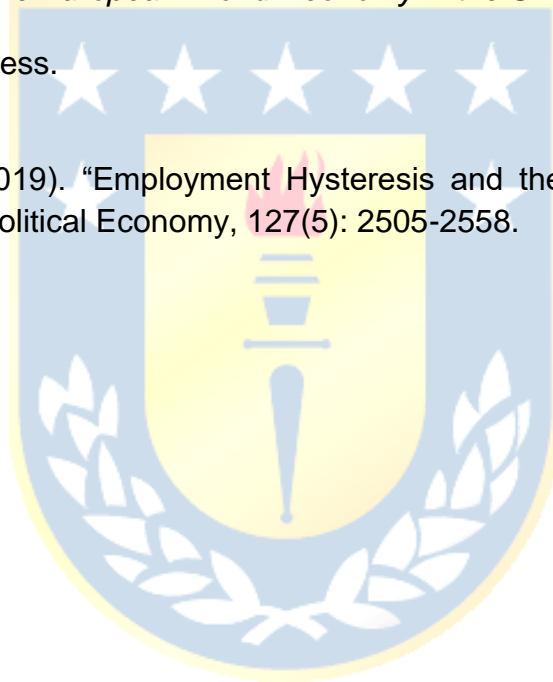 ess.
019). “Employment Hysteresis and the
olitical Economy, 127(5): 2505-2558.